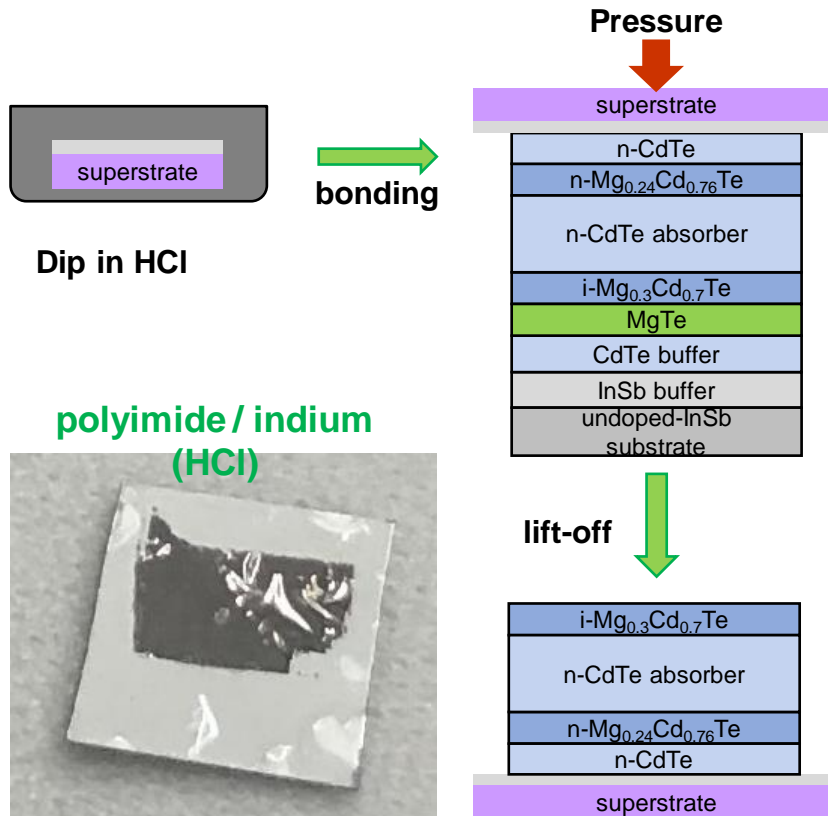 Pressure
superstrate
n-CdTe
n-Mg0.24Cd0.76Te
n-CdTe absorber
i-Mg0.3Cd0.7Te
MgTe
CdTe buffer
InSb buffer
undoped-InSb
substrate
superstrate
bonding
Dip in HCl
polyimide / indium
(HCl)
lift-off
i-Mg0.3Cd0.7Te
n-CdTe absorber
n-Mg0.24Cd0.76Te
n-CdTe
superstrate